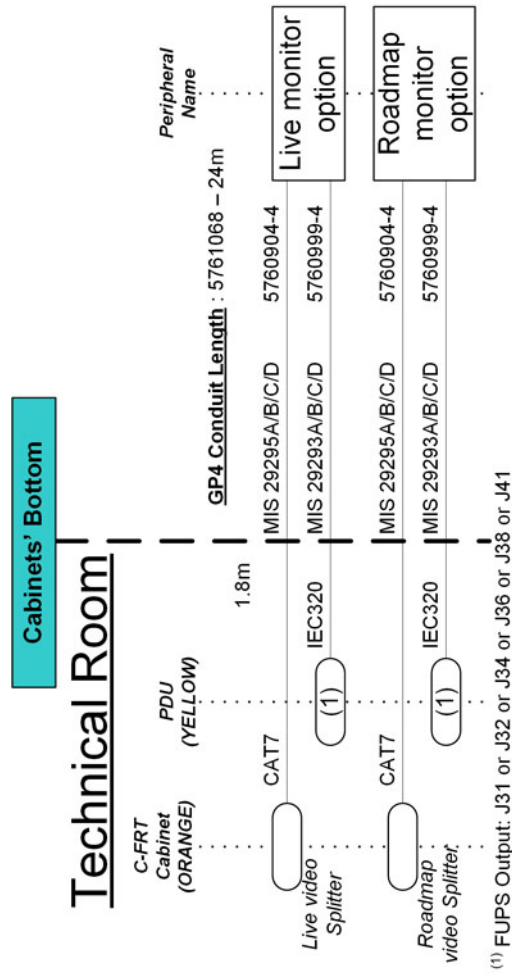 Cabinets' Bottom
Technical Room
C-FRT
Cabinet
(ORANGE)
PDU
(YELLOW)
1.8m
GP4 Conduit Length : 5761068 – 24m
Peripheral
Name
Live video
Splitter
CAT7
MIS 29295A/B/C/D
5760904-4
(1)
IEC320
MIS 29293A/B/C/D
5760999-4
Live monitor
option
Roadmap
video Splitter
CAT7
MIS 29295A/B/C/D
5760904-4
(1)
IEC320
MIS 29293A/B/C/D
5760999-4
Roadmap
monitor
option
(1) FUPS Output: J31 or J32 or J34 or J36 or J38 or J41